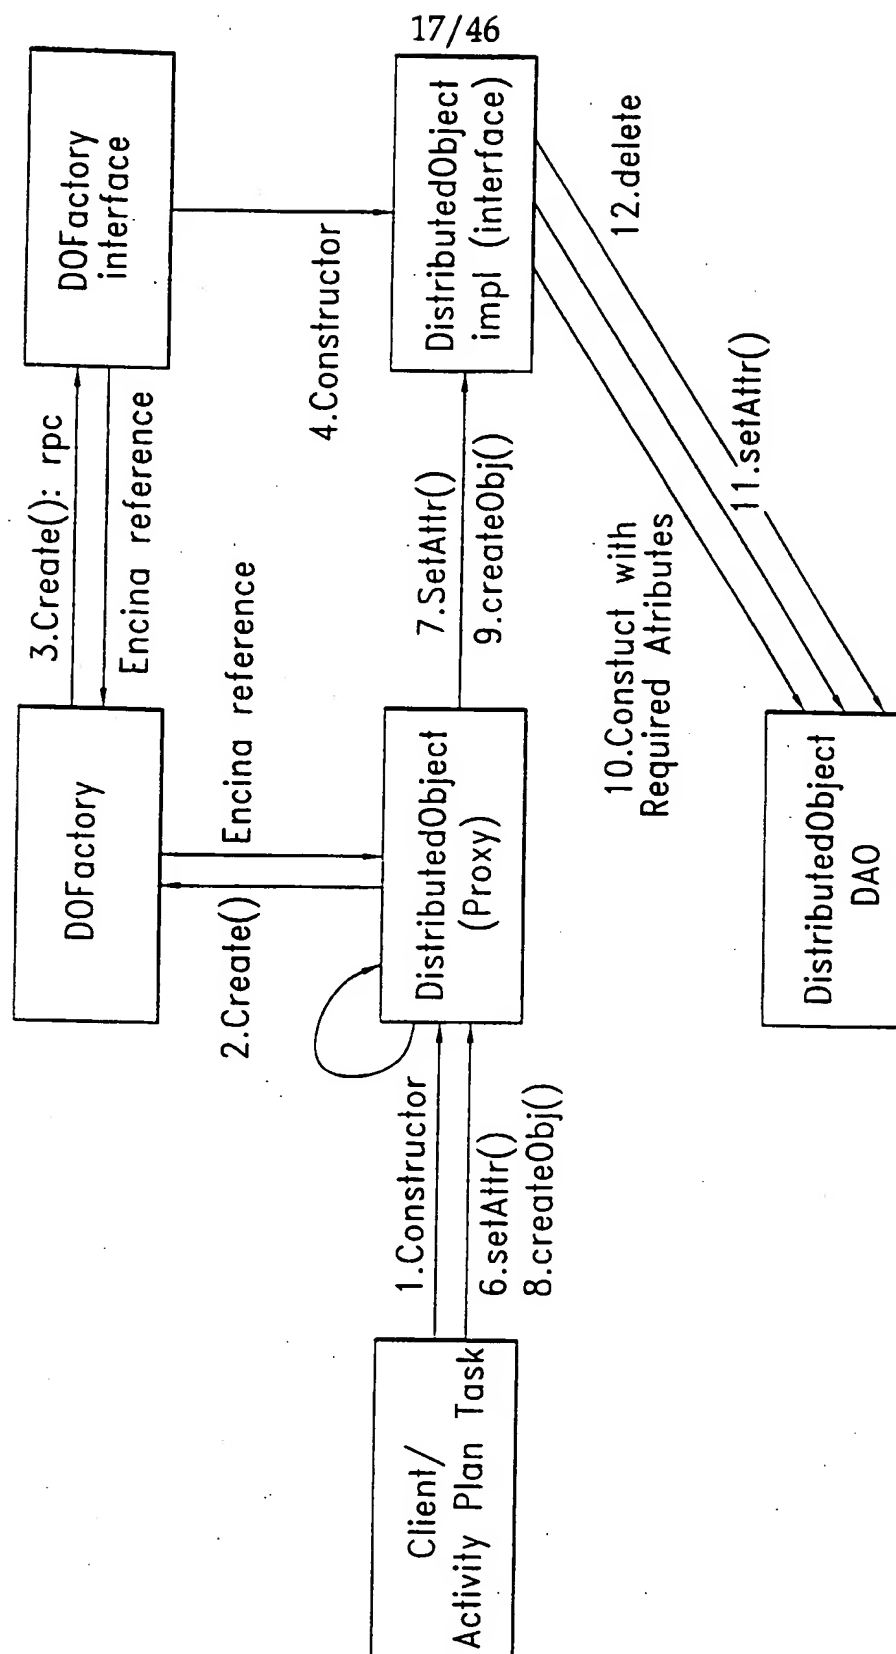 17/46
DOFactory
3.Create(): rpc
Encina reference
DOFactory
interface
2.Create()
Encina reference
4.Constructor
Client/
Activity Plan Task
1.Constructor
6.setAttr()
8.createObj()
DistributedObject
(Proxy)
7.SetAttr()
9.createObj()
DistributedObject
impl (interface)
10.Constuct with
Required Atributes
11.setAttr()
12.delete
DistributedObject
DAO